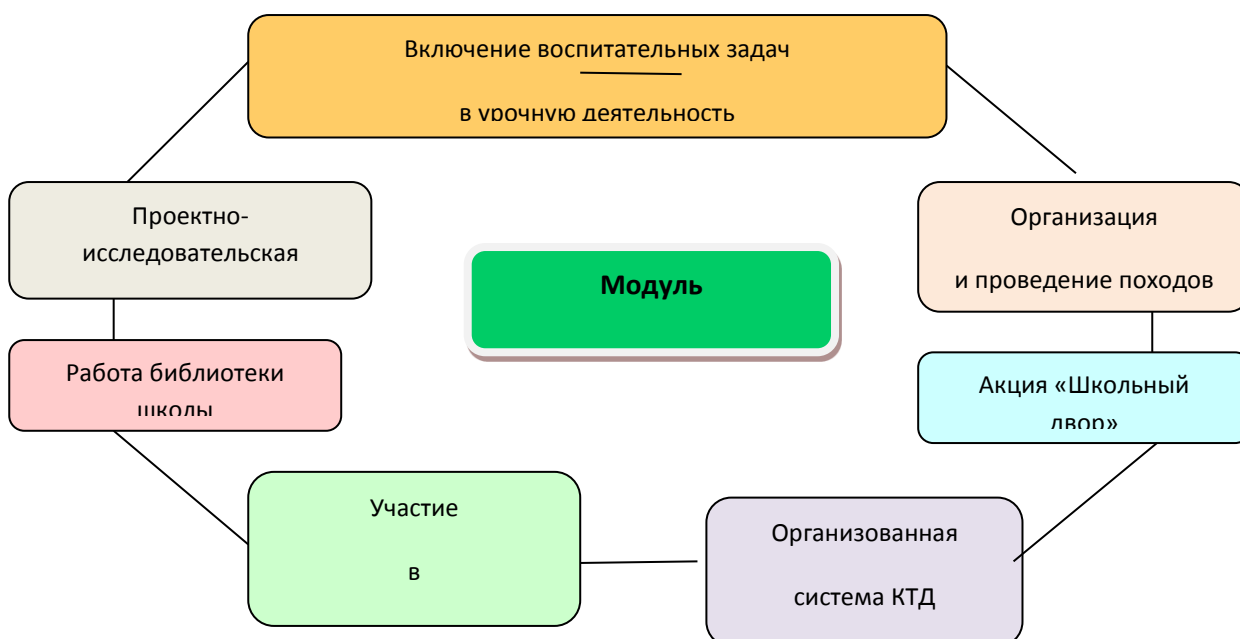 Включение воспитательных задач
в урочную деятельность
Проектно-
исследовательская
Организация
и проведение походов
Модуль
Работа библиотеки
школы
Акция «Школьный
двор»
Участие
в
Организованная
система КТД